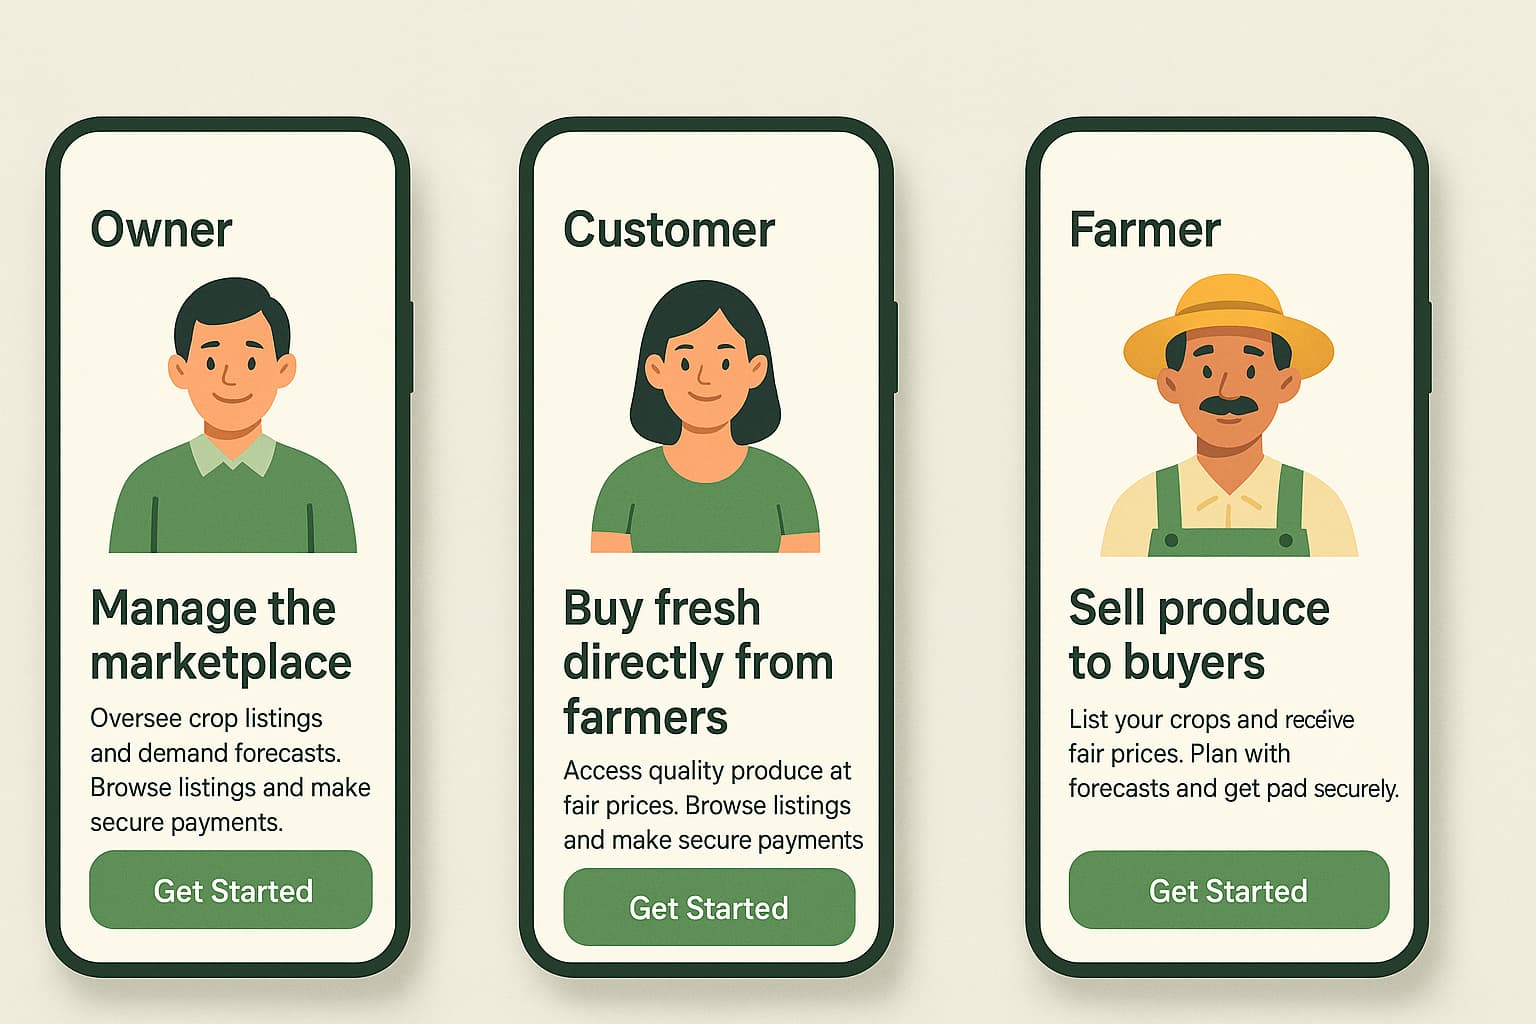 Owner
Manage the
marketplace
Oversee crop listings
and demand forecasts.
Browse listings and make
secure payments.
Get Started
Customer
Buy fresh
directly from
farmers
Access quality produce at
fair prices. Browse listings
and make secure payments
Get Started
Farmer
Sell produce
to buyers
List your crops and receive
fair prices. Plan with
forecasts and get pad securely.
Get Started